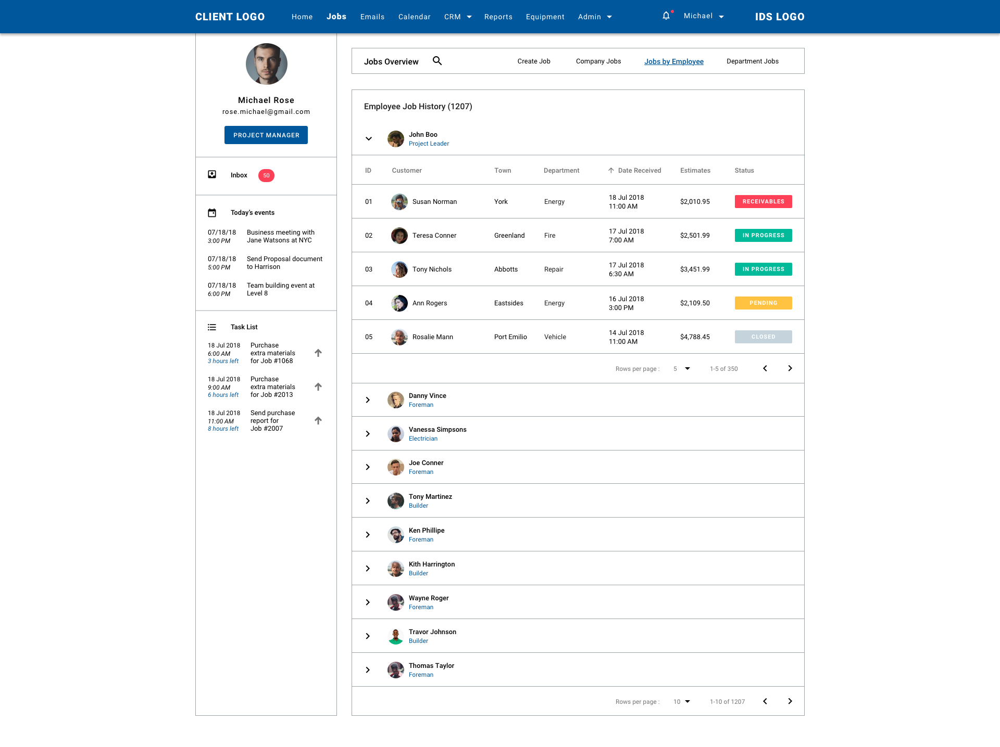 CLIENT LOGO
Home Jobs Emails Calendar CRM Reports Equipment Admin
Michael
IDS LOGO
Michael Rose
rose.michael@gmail.com
PROJECT MANAGER
Inbox 50
Today’s events
07/18/18
3:00 PM
Business meeting with
Jane Watsons at NYC
07/18/18
5:00 PM
Send Proposal document
to Harrison
07/18/18
6:00 PM
Team building event at
Level 8
Task List
18 Jul 2018
6:00 AM
3 hours left
Purchase
extra materials
for Job #1068
18 Jul 2018
9:00 AM
6 hours left
Purchase
extra materials
for Job #2013
18 Jul 2018
11:00 AM
8 hours left
Send purchase
report for
Job #2007
Jobs Overview
Create Job Company Jobs Jobs by Employee Department Jobs
Employee Job History (1207)
John Boo
Project Leader
ID Customer Town Department Date Received Estimates Status
01 Susan Norman York Energy 18 Jul 2018 11:00 AM $2,010.95 RECEIVABLES
02 Teresa Conner Greenland Fire 17 Jul 2018 7:00 AM $2,501.99 IN PROGRESS
03 Tony Nichols Abbotts Repair 17 Jul 2018 6:30 AM $3,451.99 IN PROGRESS
04 Ann Rogers Eastsides Energy 16 Jul 2018 3:00 PM $2,109.50 PENDING
05 Rosalie Mann Port Emilio Vehicle 14 Jul 2018 11:00 AM $4,788.45 CLOSED
Rows per page : 5 1-5 of 350
Danny Vince
Foreman
Vanessa Simpsons
Electrician
Joe Conner
Foreman
Tony Martinez
Builder
Ken Phillipe
Foreman
Kith Harrington
Builder
Wayne Roger
Foreman
Travor Johnson
Builder
Thomas Taylor
Foreman
Rows per page : 10 1-10 of 1207